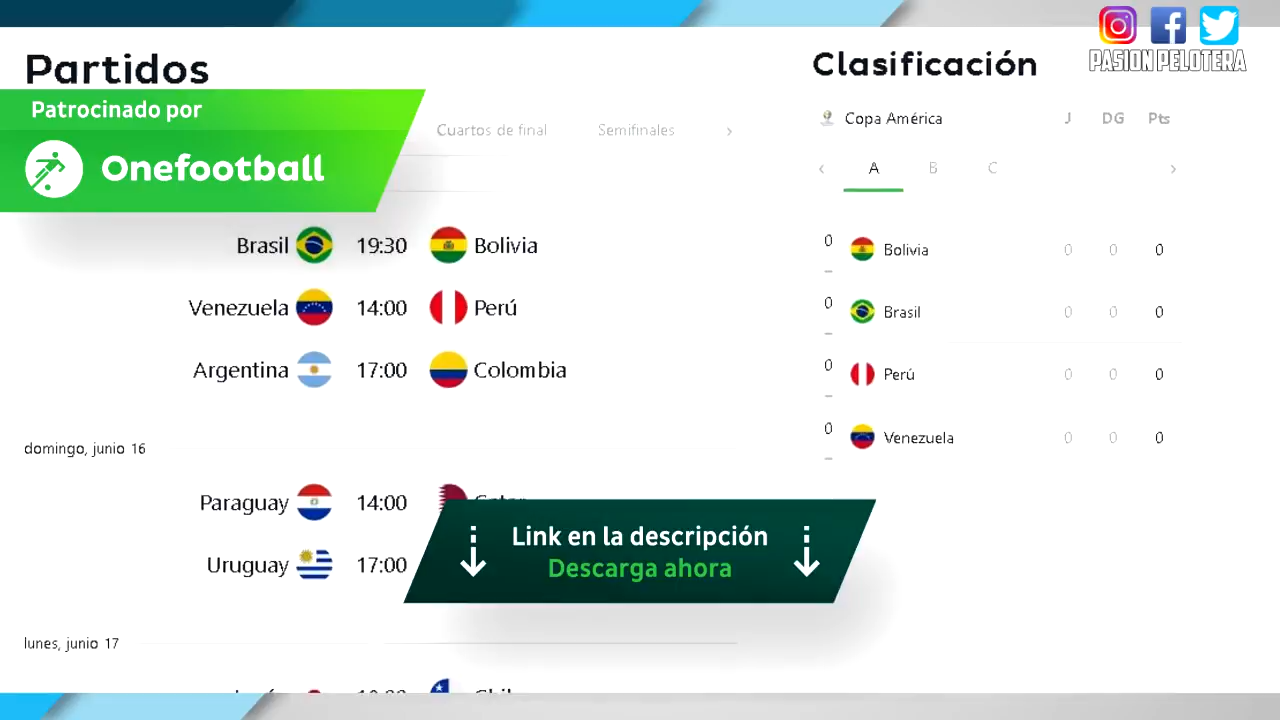 Partidos
Patrocinado por
Onefootball
Cuartos de final Semifinales
Brasil 19:30 Bolivia
Venezuela 14:00 Perú
Argentina 17:00 Colombia
domingo, junio 16
Paraguay 14:00
Uruguay 17:00
Link en la descripción
Descarga ahora
lunes, junio 17
Clasificación
PASION PELOTERA
Copa América J DG Pts
A B C
0 Bolivia 0 0 0
0 Brasil 0 0 0
0 Perú 0 0 0
0 Venezuela 0 0 0